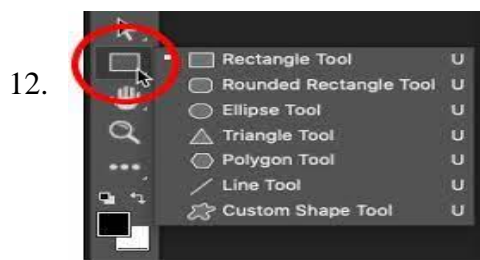 12.
Rectangle Tool U
Rounded Rectangle Tool U
Ellipse Tool U
Triangle Tool U
Polygon Tool U
Line Tool U
Custom Shape Tool U